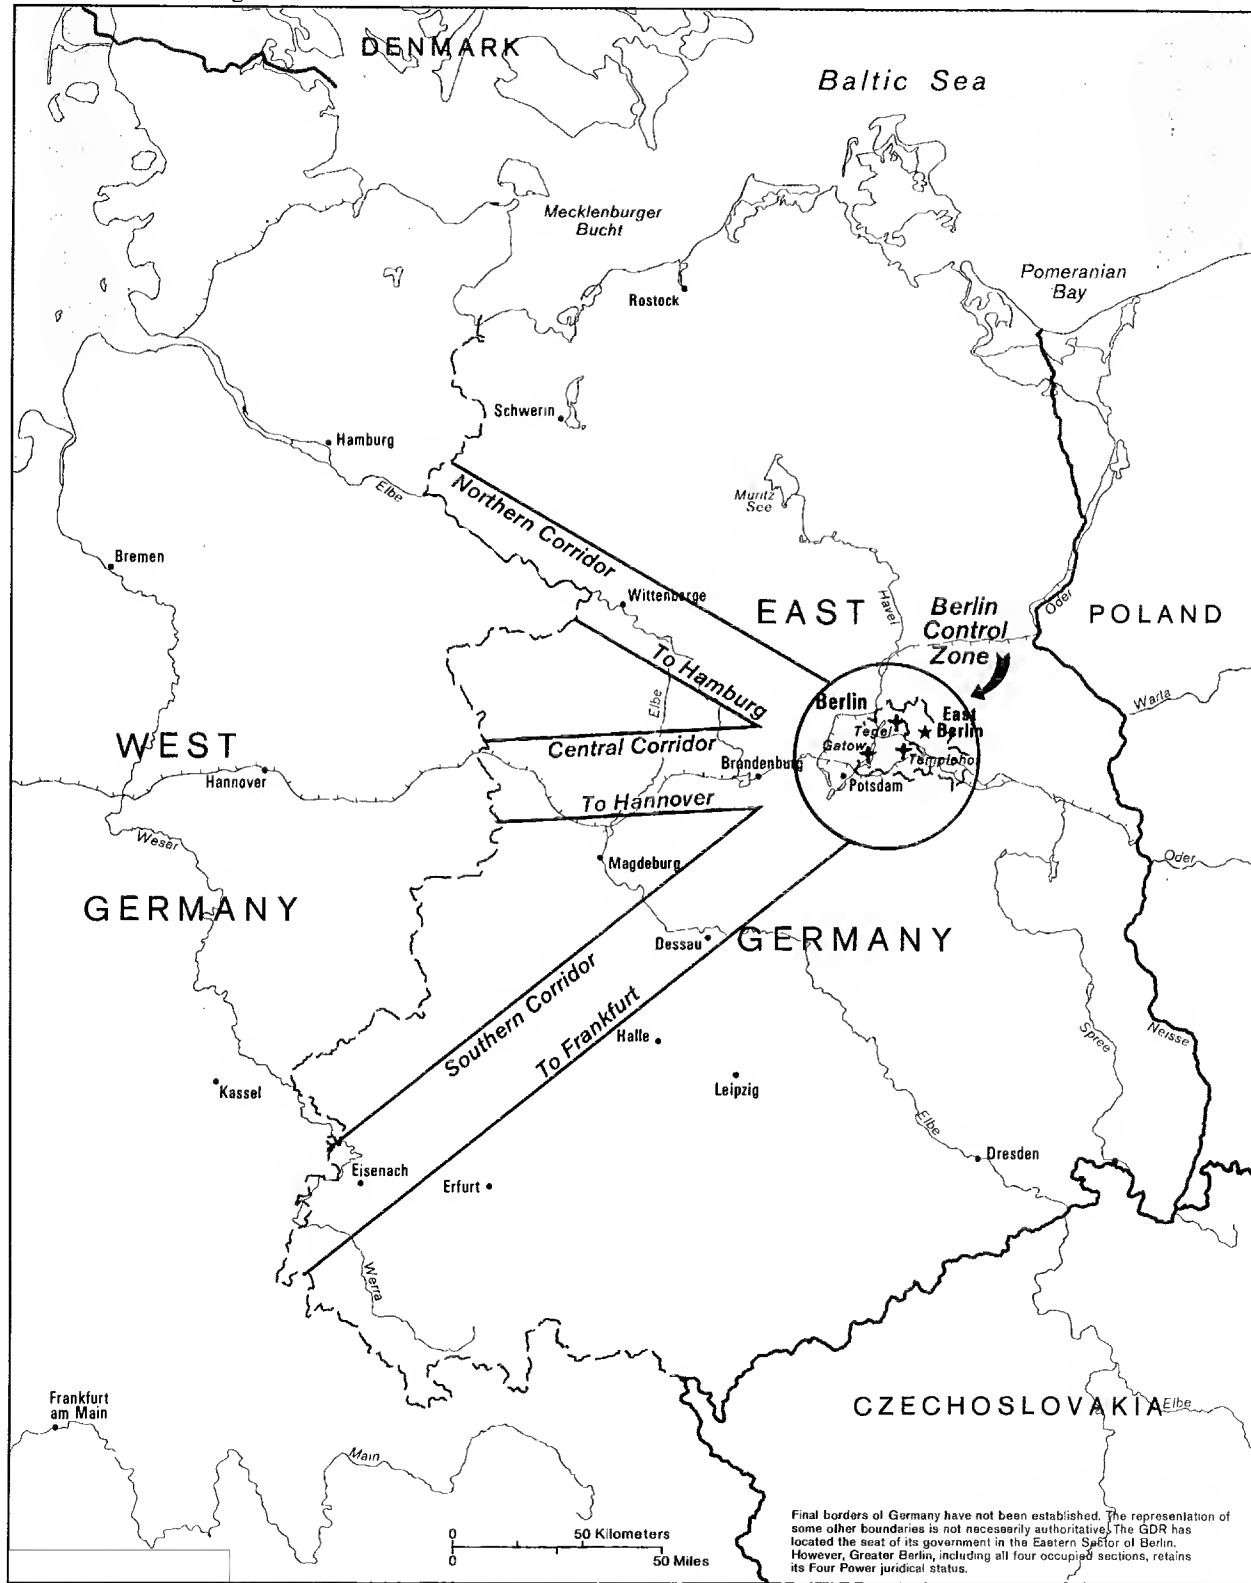 DENMARK
Baltic Sea
Mecklenburger
Bucht
Pomeranian
Bay
Rostock
Schwerin
Hamburg
Elbe
Muritz
See
Northern Corridor
Bremen
Wittenberge
EAST
Havel
Berlin
Control
Zone
Oder
POLAND
To Hamburg
Elbe
Warta
Berlin
East
Berlin
Tegel
Gatow
Templehof
WEST
Central Corridor
Brandenburg
Hannover
Potsdam
To Hannover
Wesar
Magdeburg
Oder
GERMANY
Dessau
GERMANY
Southern Corridor
To Frankfurt
Halle
Spree
Neisse
Kassel
Leipzig
Elbe
Dresden
Eisenach
Erfurt
Werra
Frankfurt
am Main
CZECHOSLOVAKIA
Elbe
Main
0 50 Kilometers
0 50 Miles
Final borders of Germany have not been established. The representation of
some other boundaries is not necessarily authoritative. The GDR has
located the seat of its government in the Eastern Sector of Berlin.
However, Greater Berlin, including all four occupied sections, retains
its Four Power juridical status.